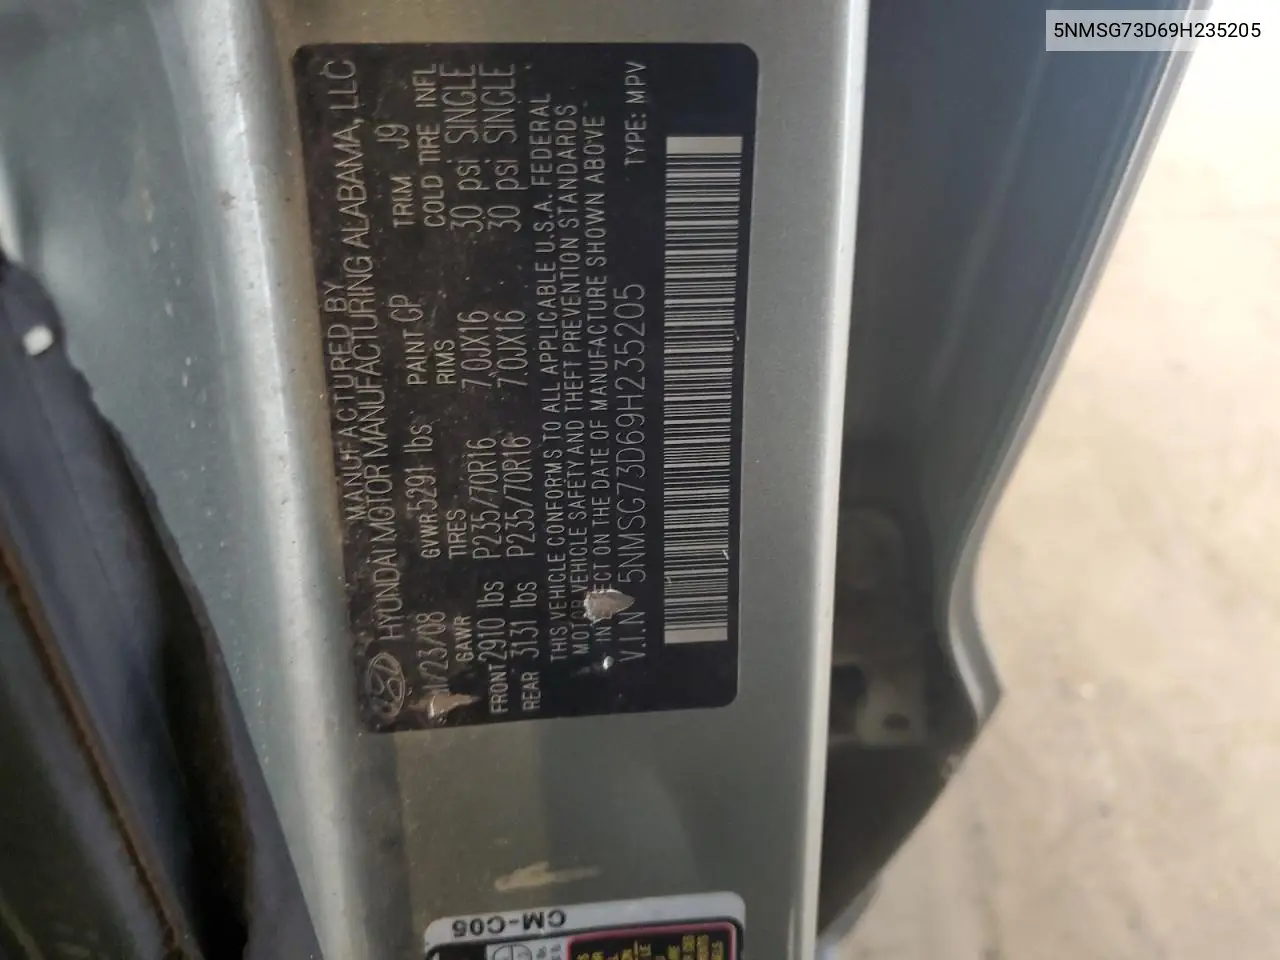 5NMSG73D69H235205
MANUFACTURED BY
HYUNDAI MOTOR MANUFACTURING ALABAMA, LLC
/23/08 GVWR 5291 lbs PAINT GP TRIM J9
GAWR TIRES RIMS COLD TIRE INFL
FRONT 2910 lbs P235/70R16 7.0JX16 30 psi SINGLE
REAR 3131 lbs P235/70R16 7.0JX16 30 psi SINGLE
THIS VEHICLE CONFORMS TO ALL APPLICABLE U.S.A. FEDERAL
MOTOR VEHICLE SAFETY AND THEFT PREVENTION STANDARDS
IN EFFECT ON THE DATE OF MANUFACTURE SHOWN ABOVE
V.I.N 5NMSG73D69H235205 TYPE: MPV
CM-C05